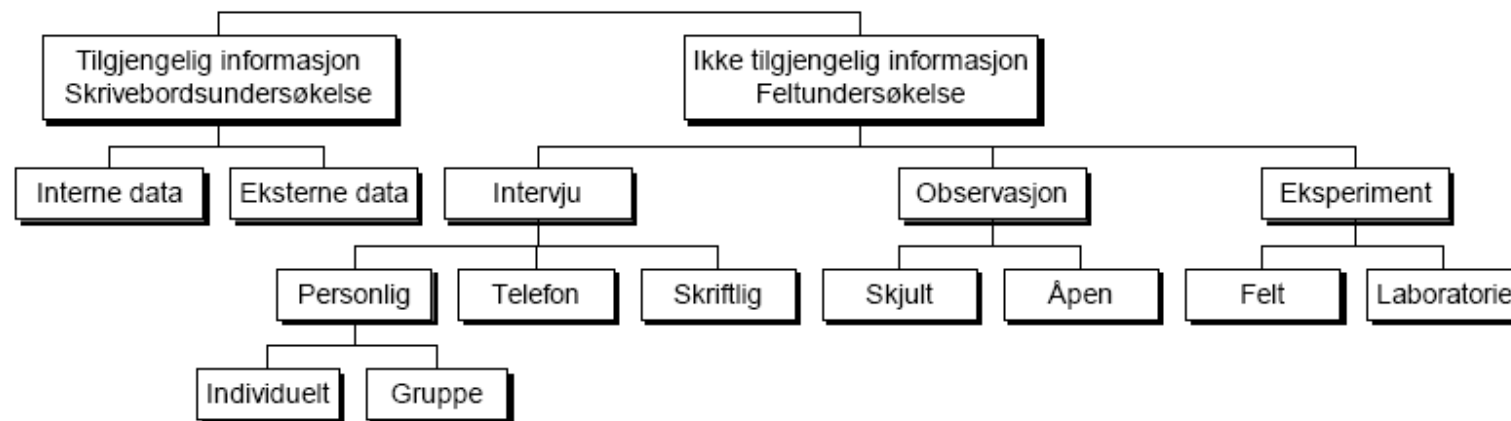 Tilgjengelig informasjon
Skrivebordsundersøkelse
Ikke tilgjengelig informasjon
Feltundersøkelse
Interne data
Eksterne data
Intervju
Observasjon
Eksperiment
Personlig
Telefon
Skriftlig
Skjult
Åpen
Felt
Laboratorie
Individuelt
Gruppe